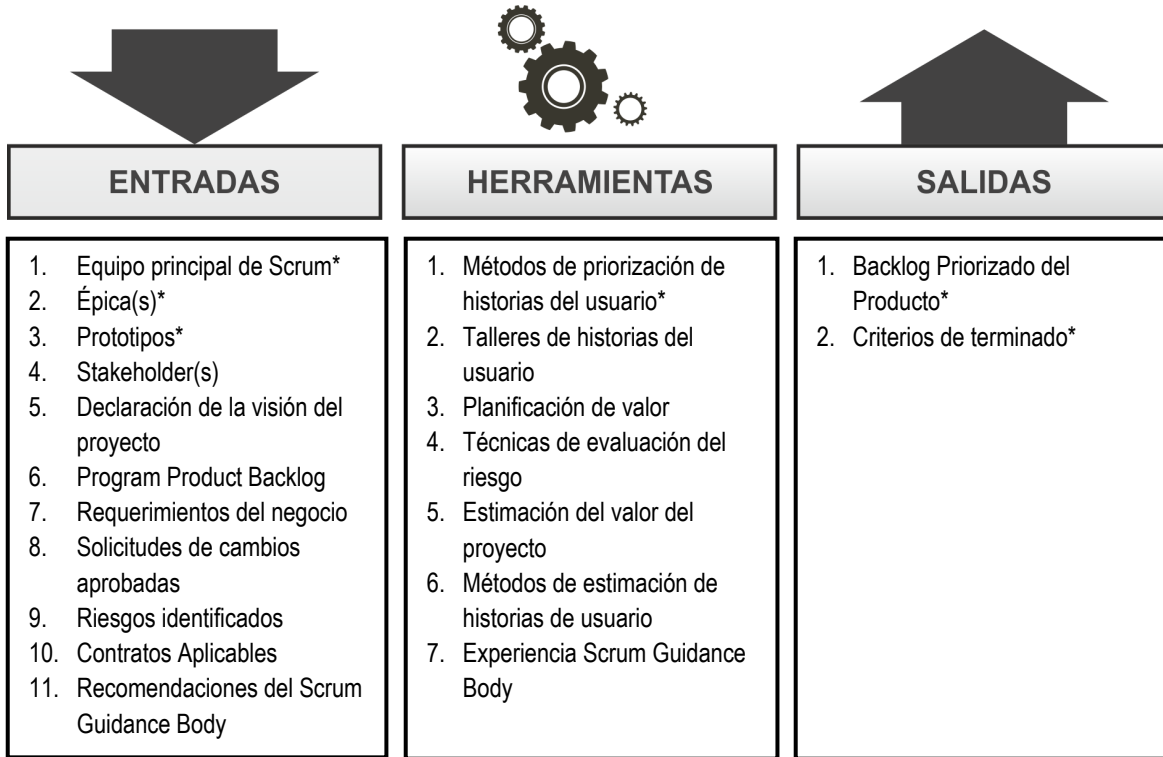 ENTRADAS
1. Equipo principal de Scrum*
2. Épica(s)*
3. Prototipos*
4. Stakeholder(s)
5. Declaración de la visión del
proyecto
6. Program Product Backlog
7. Requerimientos del negocio
8. Solicitudes de cambios
aprobadas
9. Riesgos identificados
10. Contratos Aplicables
11. Recomendaciones del Scrum
Guidance Body
HERRAMIENTAS
1. Métodos de priorización de
historias del usuario*
2. Talleres de historias del
usuario
3. Planificación de valor
4. Técnicas de evaluación del
riesgo
5. Estimación del valor del
proyecto
6. Métodos de estimación de
historias de usuario
7. Experiencia Scrum Guidance
Body
SALIDAS
1. Backlog Priorizado del
Producto*
2. Criterios de terminado*